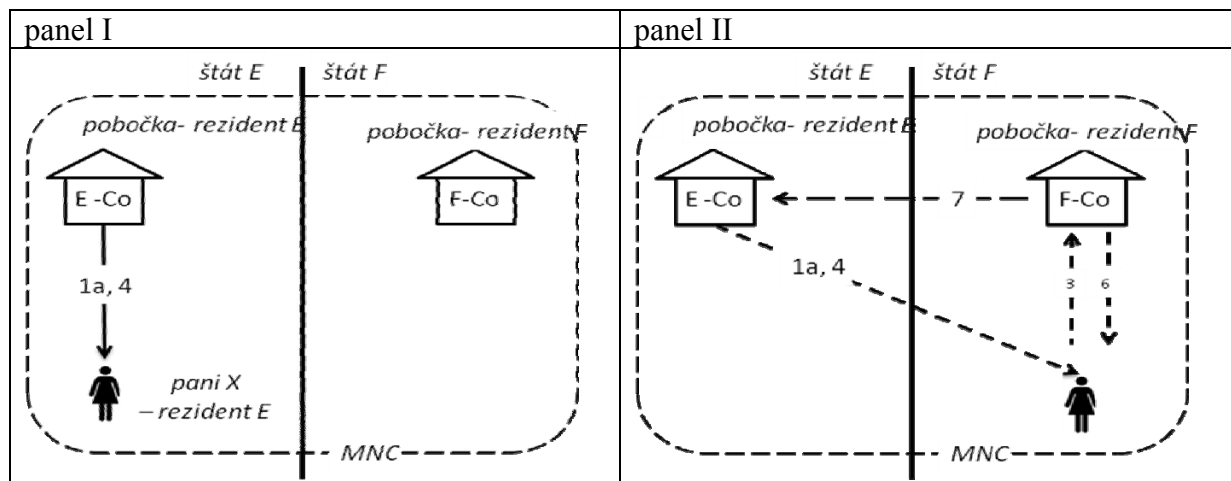 panel I
štát E
štát F
pobočka- rezident E
pobočka- rezident F
E -Co
F-Co
1a, 4
pani X
– rezident E
MNC
panel II
štát E
štát F
pobočka- rezident E
pobočka- rezident F
E -Co
7
F-Co
1a, 4
3
6
MNC